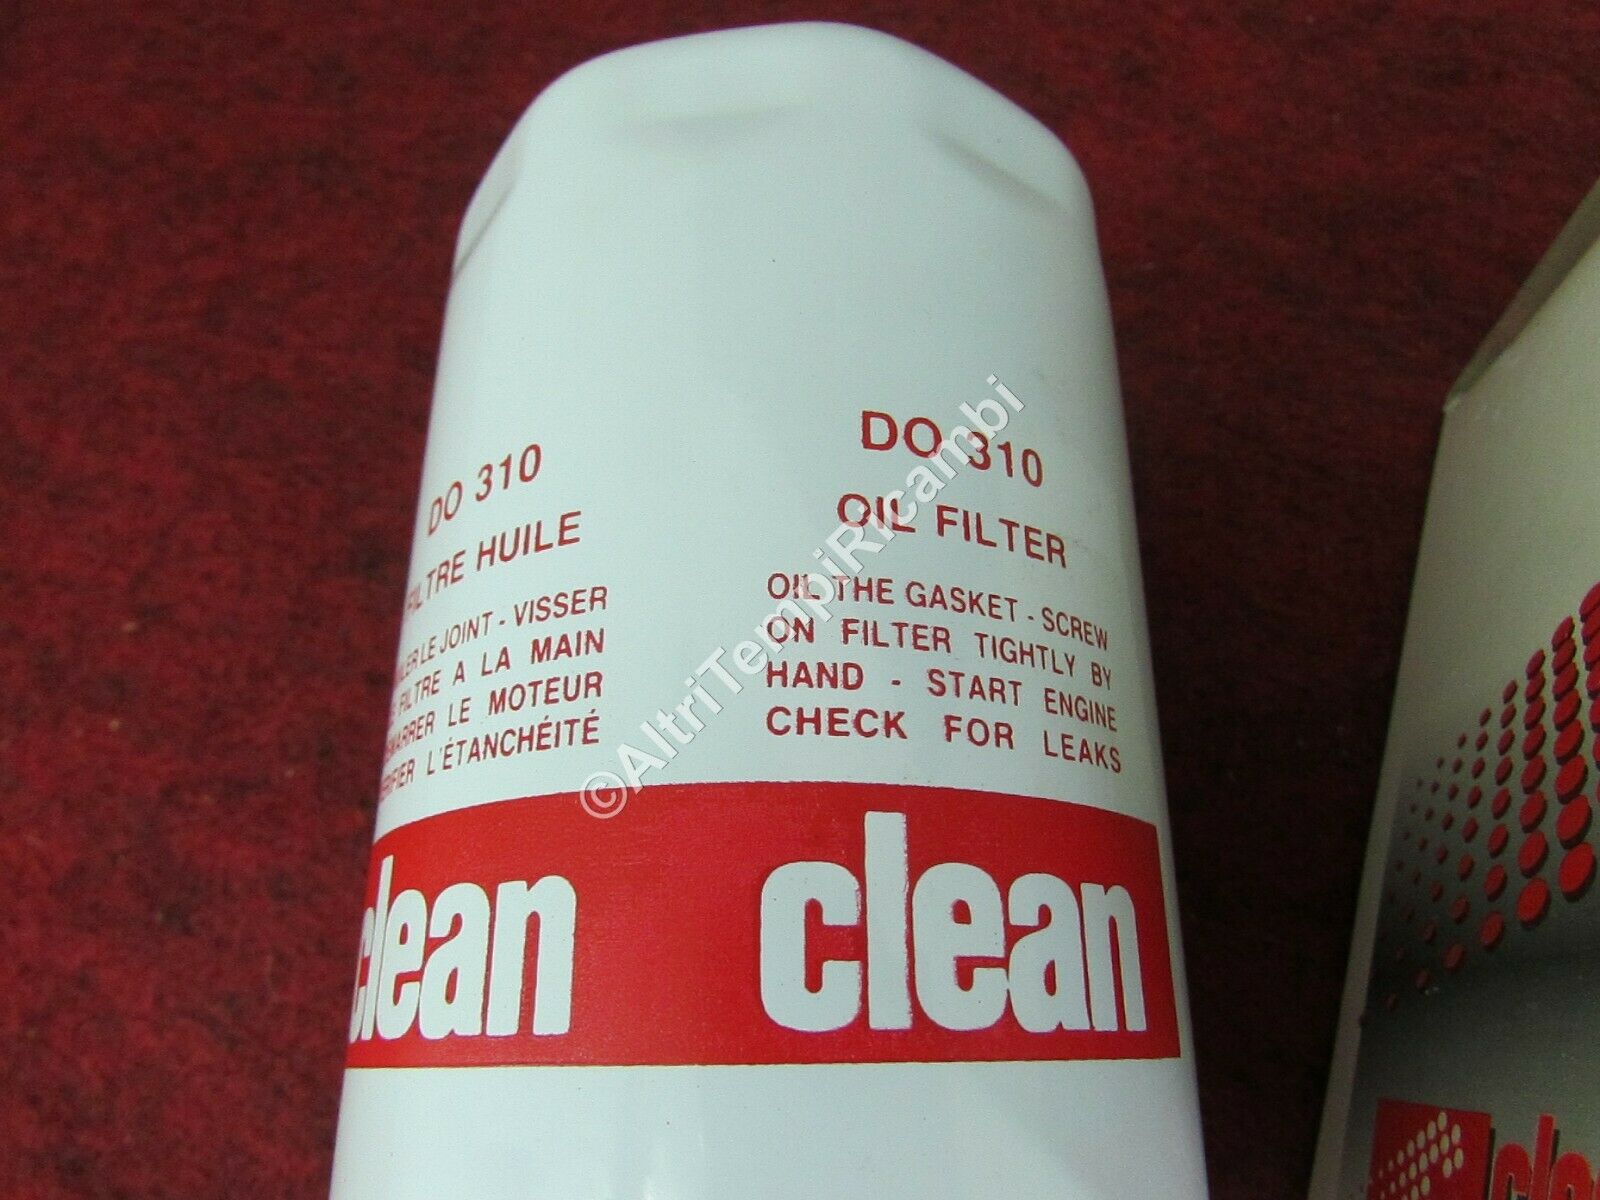 DO 310
FILTRE HUILE
LE JOINT - VISSER
FILTRE A LA MAIN
LE MOTEUR
L'ÉTANCHÉITÉ
clean
DO 310
OIL FILTER
OIL THE GASKET - SCREW
ON FILTER TIGHTLY BY
HAND - START ENGINE
CHECK FOR LEAKS
clean
©AltriTempiRicambi